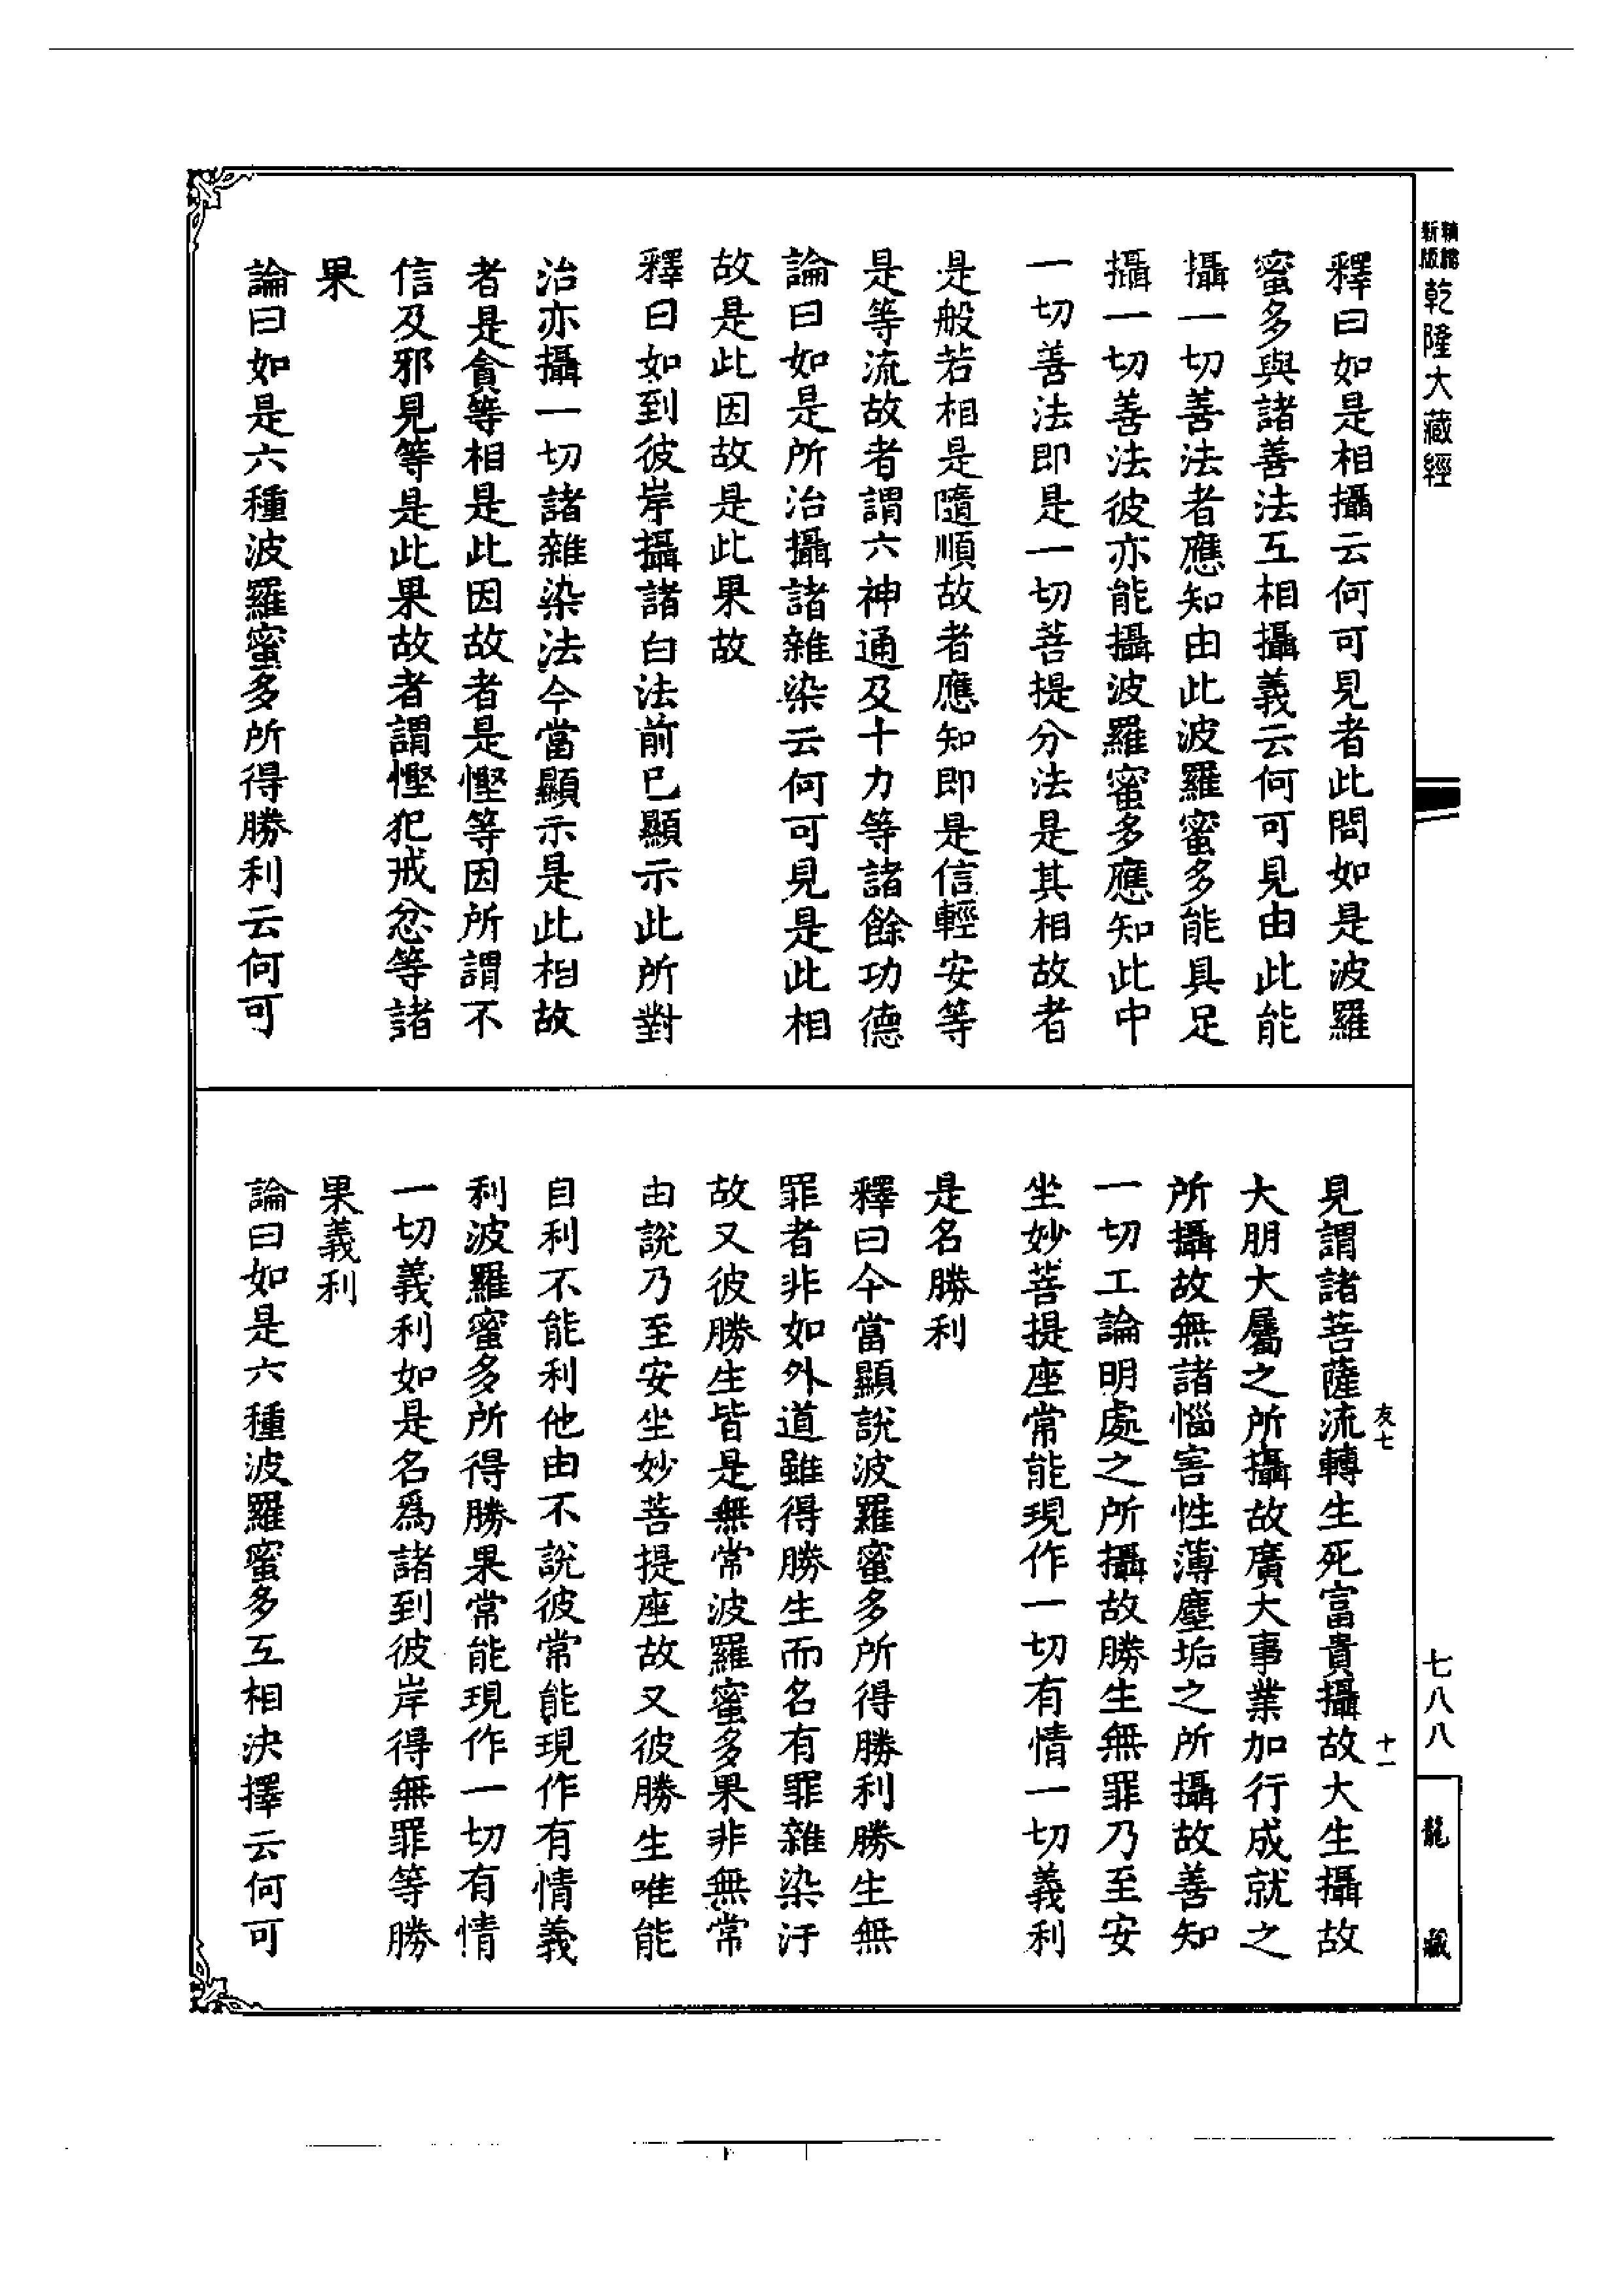 精縮
新版
乾隆大藏經
釋曰如是相攝云何可見者此問如是波羅
蜜多與諸善法互相攝義云何可見由此能
攝一切善法者應知由此波羅蜜多能具足
攝一切善法彼亦能攝波羅蜜多應知此中
一切善法即是一切菩提分法是其相故者
是般若相是隨順故者應知即是信輕安等
是等流故者謂六神通及十力等諸餘功德
論曰如是所治攝諸雜染云何可見是此相
故是此因故是此果故
釋曰如到彼岸攝諸白法前已顯示此所對
治亦攝一切諸雜染法今當顯示是此相故
者是貪等相是此因故者是慳等因所謂不
信及邪見等是此果故者謂慳犯戒忿等諸
果
論曰如是六種波羅蜜多所得勝利云何可
見謂諸菩薩流轉生死富貴攝故大生攝故
大朋大屬之所攝故廣大事業加行成就之
所攝故無諸惱害性薄塵垢之所攝故善知
一切工論明處之所攝故勝生無罪乃至安
坐妙菩提座常能現作一切有情一切義利
是名勝利
釋曰今當顯說波羅蜜多所得勝利勝生無
罪者非如外道雖得勝生而名有罪雜染汙
故又彼勝生皆是無常波羅蜜多果非無常
由說乃至安坐妙菩提座故又彼勝生唯能
自利不能利他由不說彼常能現作有情義
利波羅蜜多所得勝果常能現作一切有情
一切義利如是名爲諸到彼岸得無罪等勝
果義利
論曰如是六種波羅蜜多互相決擇云何可
友七
十一
七八八
龍藏